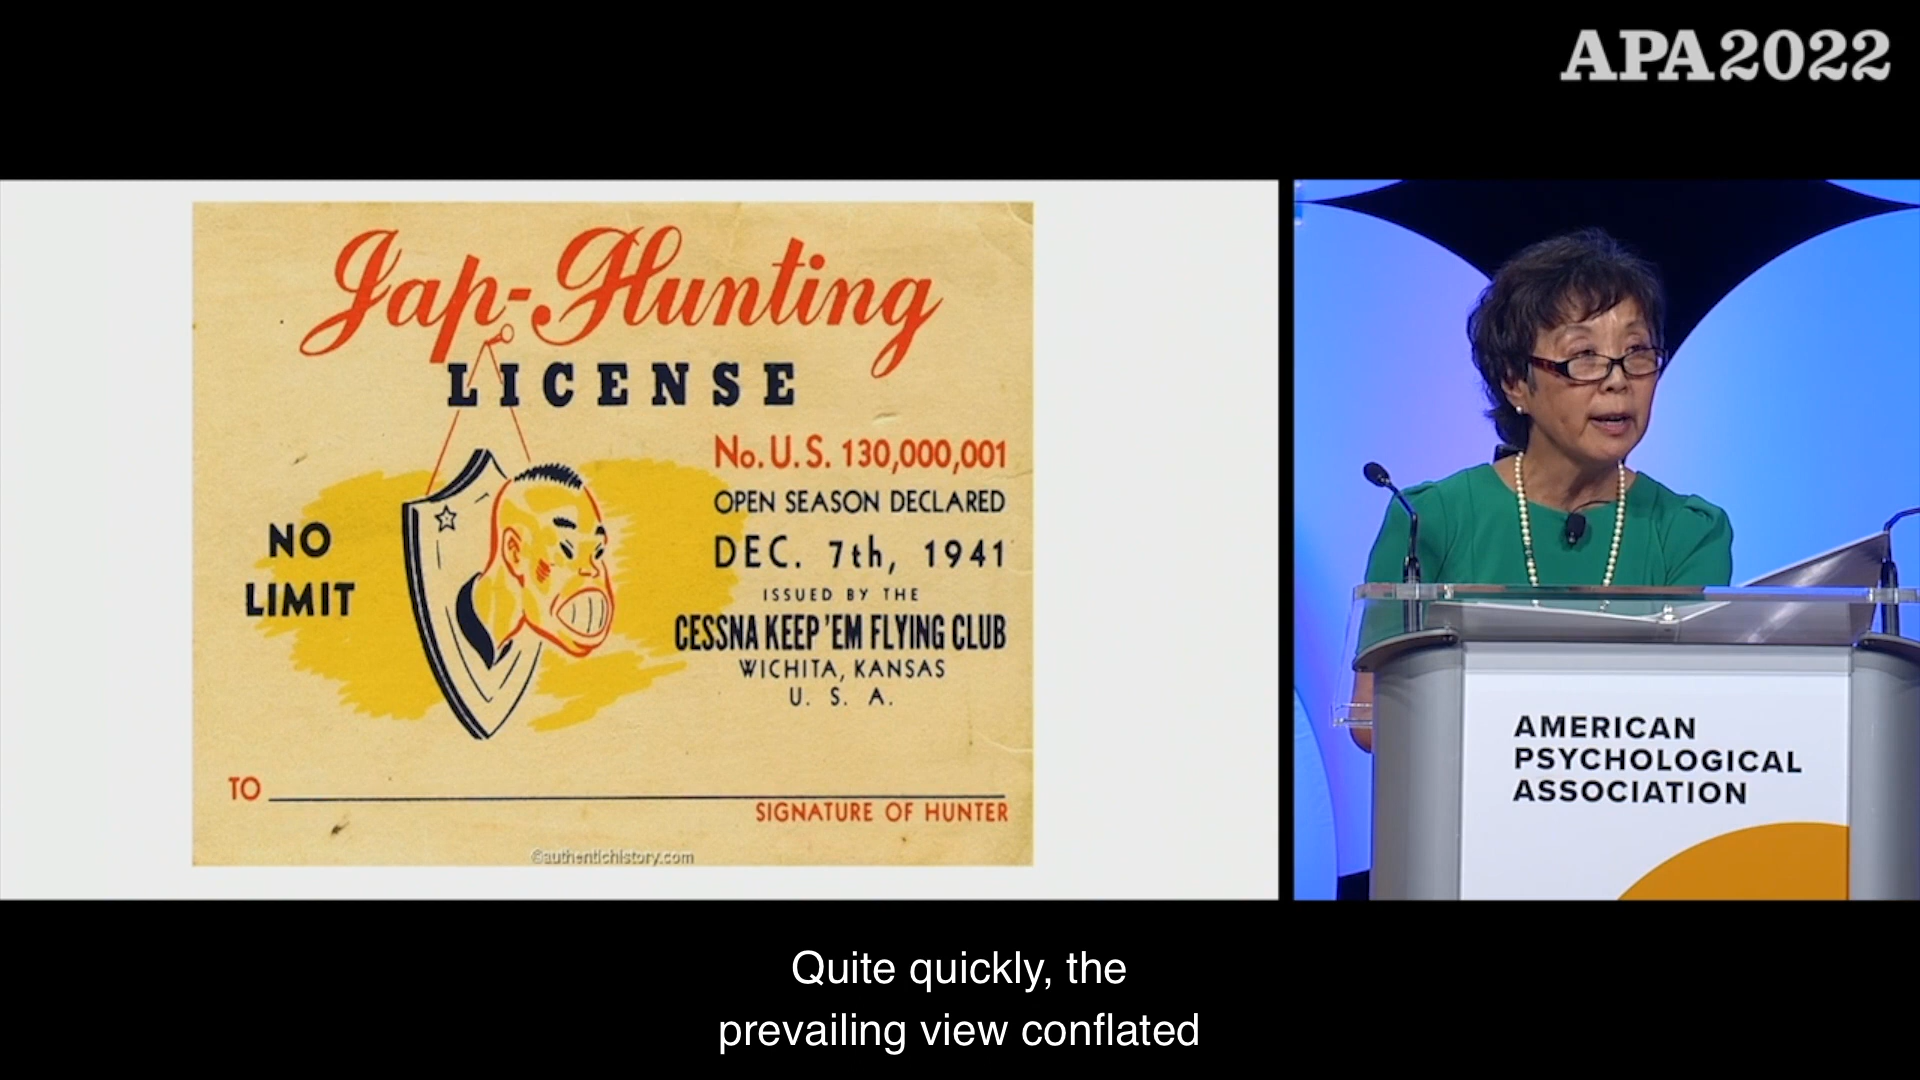 APA2022
Jap-Hunting
LICENSE
No. U.S. 130,000,001
OPEN SEASON DECLARED
DEC. 7th, 1941
NO
LIMIT
ISSUED BY THE
CESSNA KEEP 'EM FLYING CLUB
WICHITA, KANSAS
U. S. A.
TO
SIGNATURE OF HUNTER
©authentichistory.com
AMERICAN
PSYCHOLOGICAL
ASSOCIATION
Quite quickly, the
prevailing view conflated